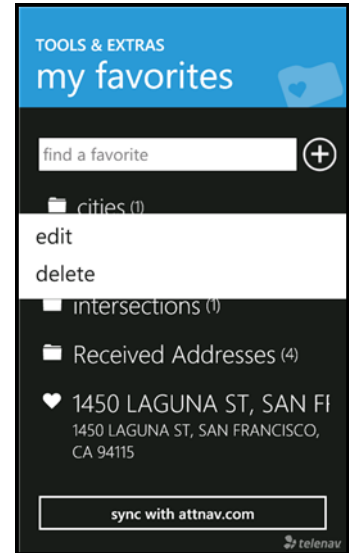 TOOLS & EXTRAS
my favorites
find a favorite
cities (1)
edit
delete
intersections (1)
Received Addresses (4)
1450 LAGUNA ST, SAN FR
1450 LAGUNA ST, SAN FRANCISCO,
CA 94115
sync with attnav.com
telenav